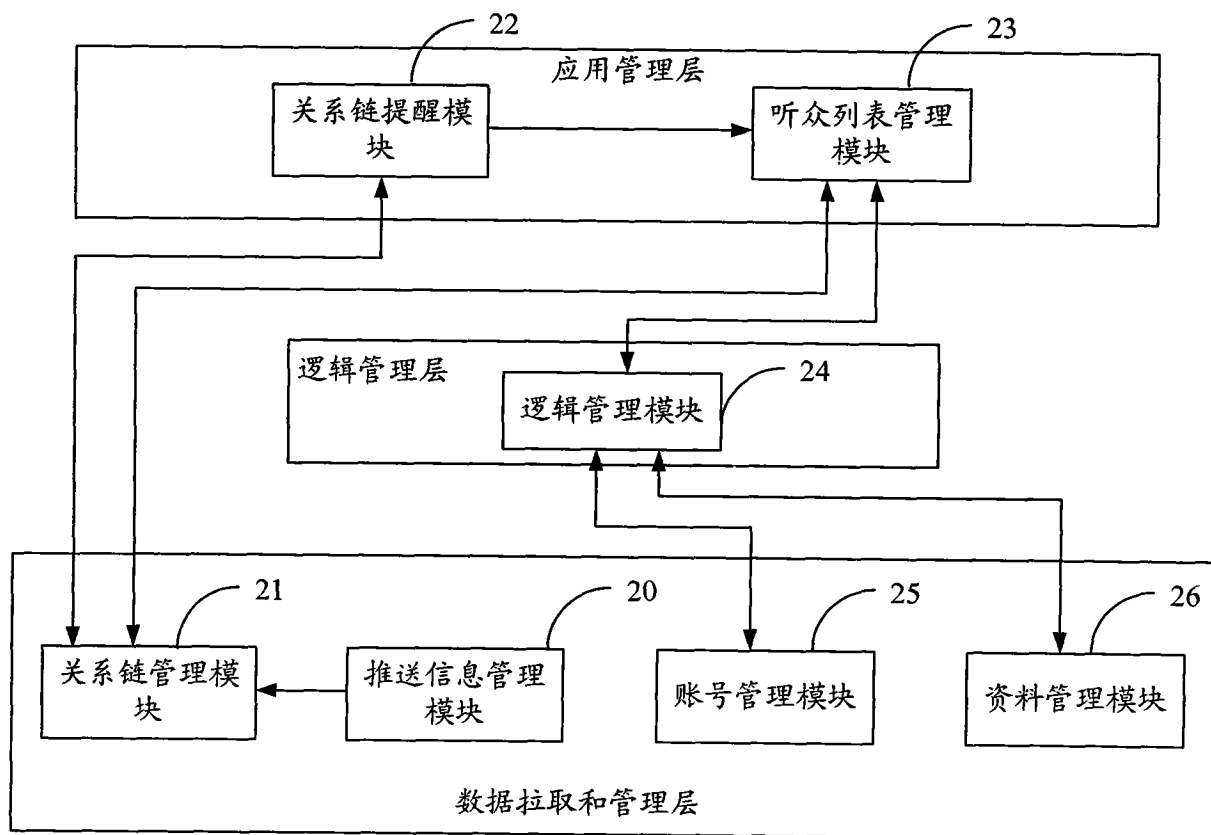 22
23
应用管理层
关系链提醒模
块
听众列表管理
模块
逻辑管理层
24
逻辑管理模块
21
20
25
26
关系链管理模
块
推送信息管理
模块
账号管理模块
资料管理模块
数据拉取和管理层